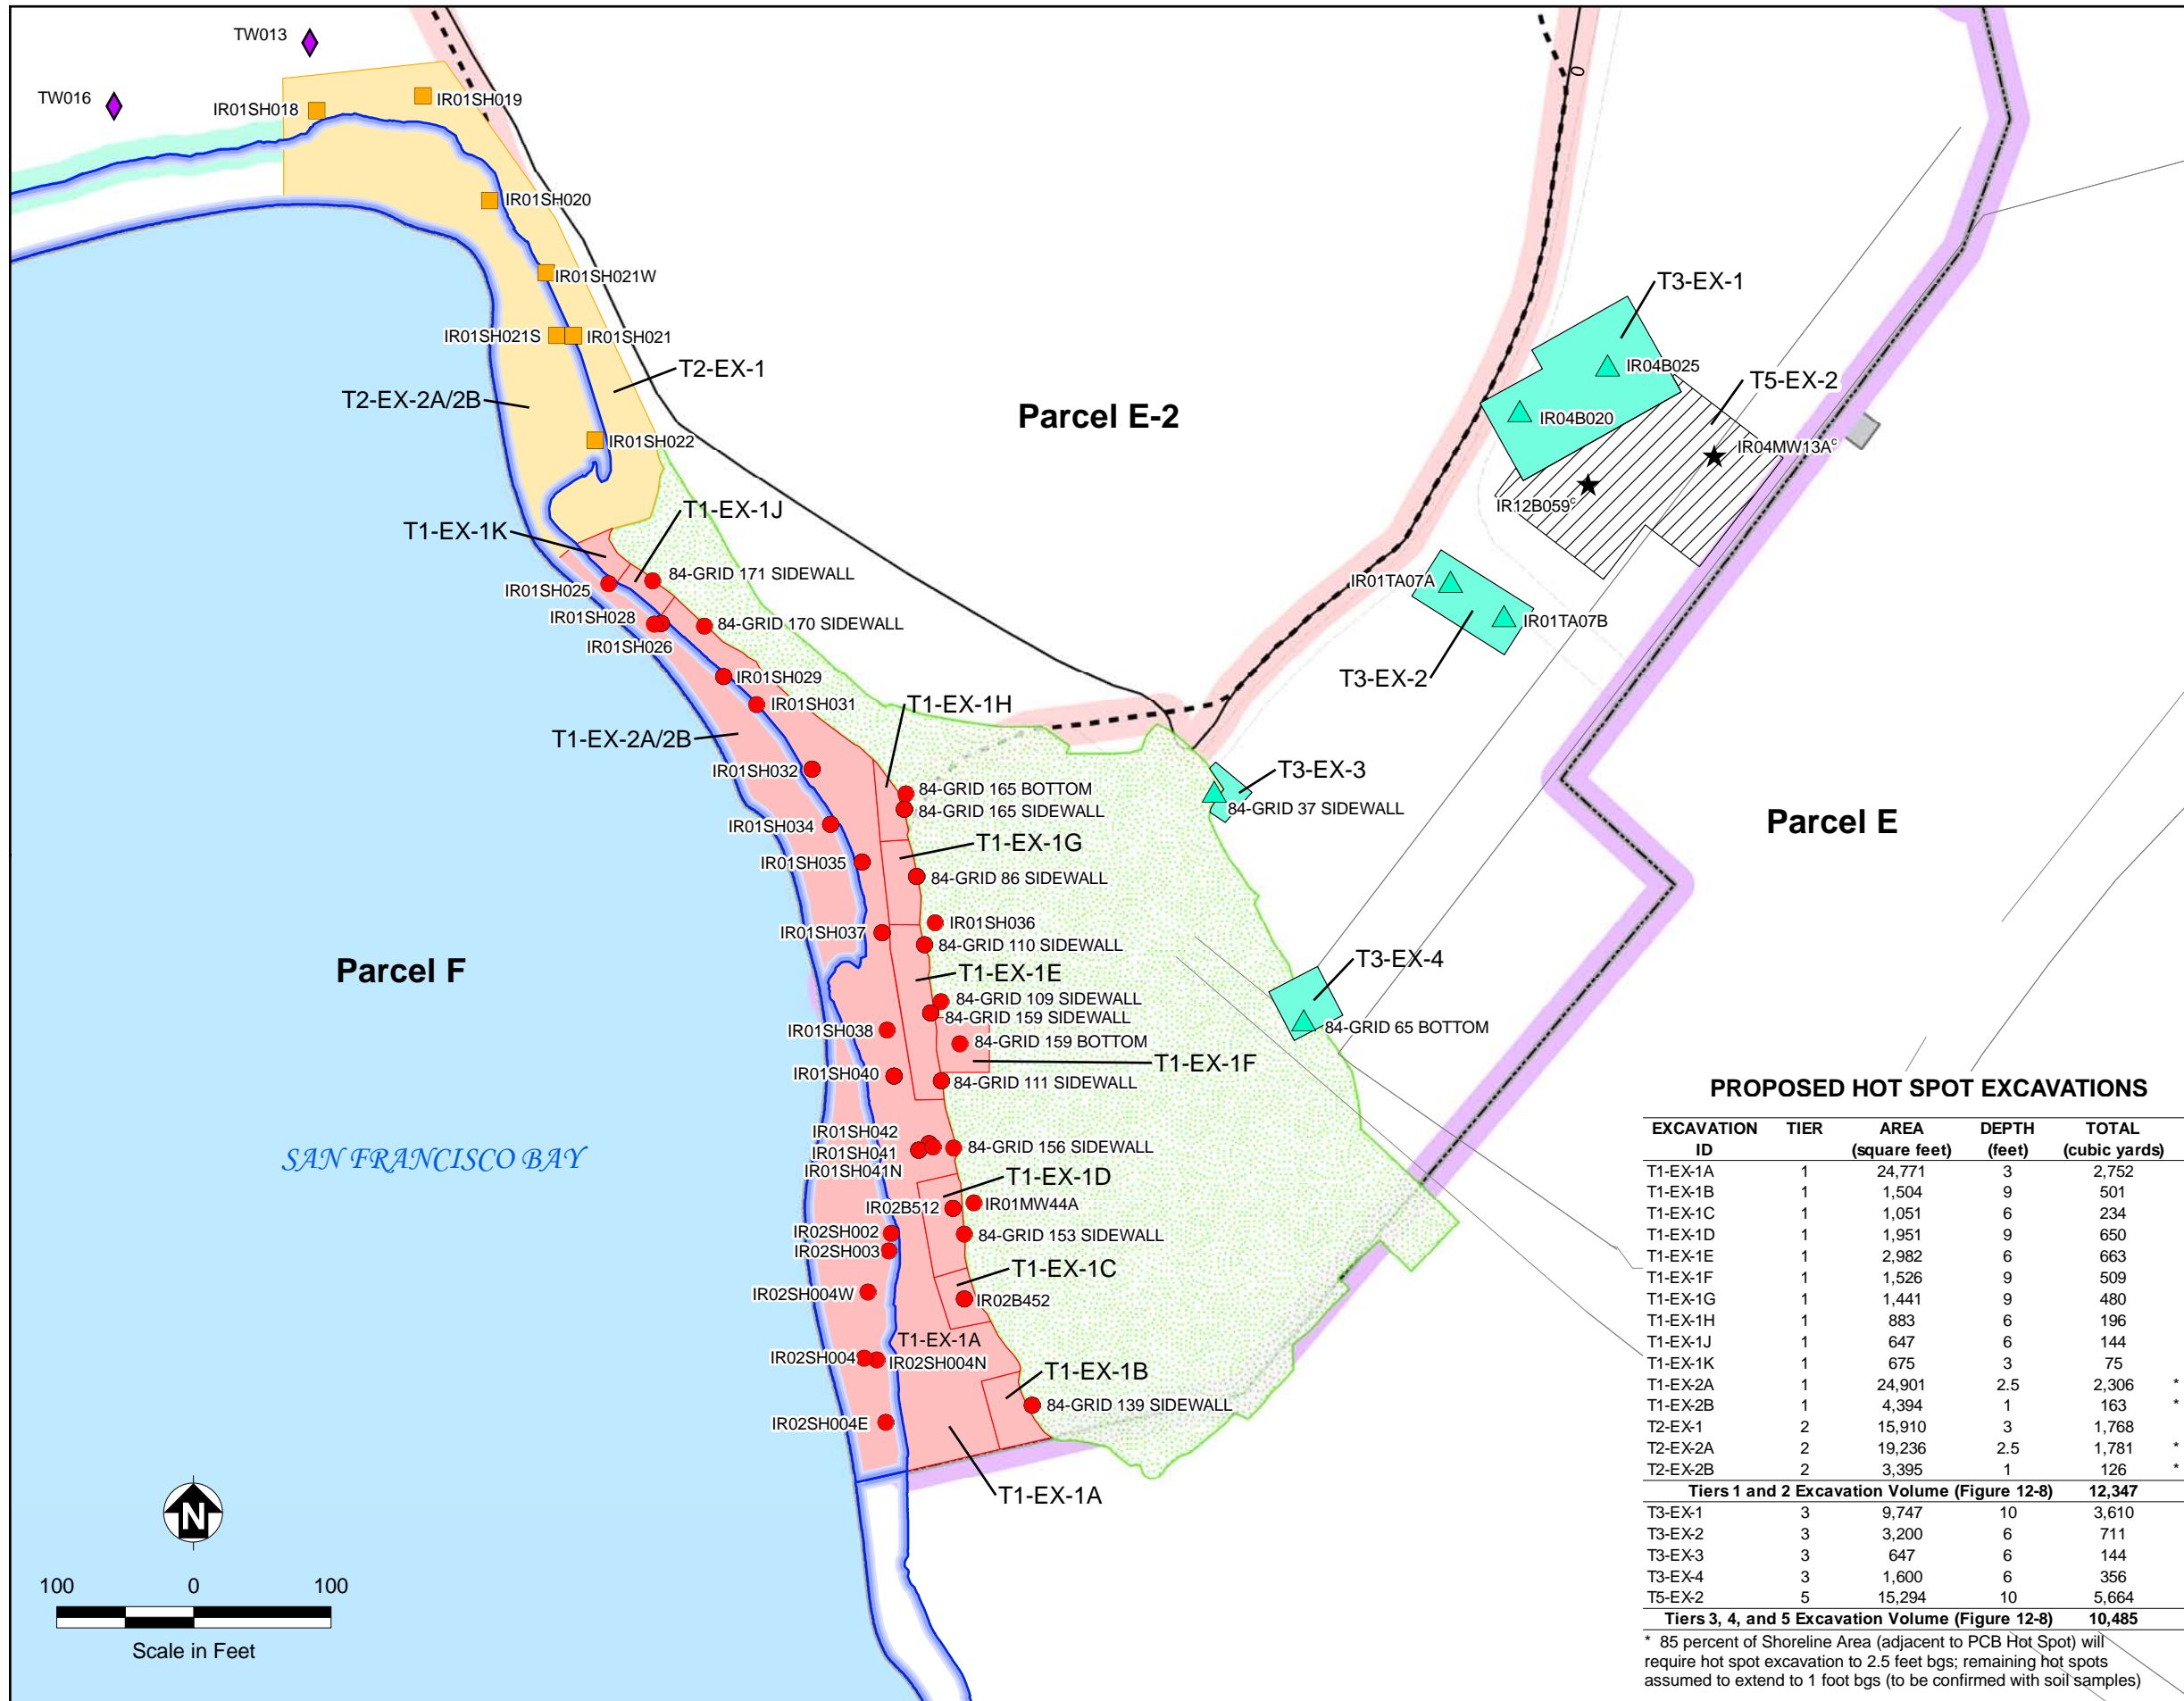 TW013
TW016
IR01SH018
IR01SH019
IR01SH020
IR01SH021W
IR01SH021S
IR01SH021
T2-EX-1
T2-EX-2A/2B
IR01SH022
Parcel E-2
0
T3-EX-1
IR04B025
T5-EX-2
IR04B020
IR04MW13Aᶜ
IR12B059ᶜ
T1-EX-1J
T1-EX-1K
84-GRID 171 SIDEWALL
IR01SH025
IR01SH028
84-GRID 170 SIDEWALL
IR01SH026
IR01TA07A
IR01TA07B
T3-EX-2
IR01SH029
IR01SH031
T1-EX-1H
T1-EX-2A/2B
IR01SH032
84-GRID 165 BOTTOM
84-GRID 165 SIDEWALL
T3-EX-3
84-GRID 37 SIDEWALL
Parcel E
IR01SH034
T1-EX-1G
IR01SH035
84-GRID 86 SIDEWALL
IR01SH036
IR01SH037
84-GRID 110 SIDEWALL
T3-EX-4
Parcel F
T1-EX-1E
84-GRID 109 SIDEWALL
84-GRID 159 SIDEWALL
84-GRID 65 BOTTOM
IR01SH038
84-GRID 159 BOTTOM
T1-EX-1F
IR01SH040
84-GRID 111 SIDEWALL
IR01SH042
84-GRID 156 SIDEWALL
IR01SH041
IR01SH041N
SAN FRANCISCO BAY
T1-EX-1D
IR02B512
IR01MW44A
IR02SH002
84-GRID 153 SIDEWALL
IR02SH003
T1-EX-1C
IR02SH004W
IR02B452
T1-EX-1A
IR02SH004
IR02SH004N
T1-EX-1B
84-GRID 139 SIDEWALL
IR02SH004E
T1-EX-1A
N
100 0 100
Scale in Feet
PROPOSED HOT SPOT EXCAVATIONS
EXCAVATION TIER AREA DEPTH TOTAL
ID (square feet) (feet) (cubic yards)
T1-EX-1A 1 24,771 3 2,752
T1-EX-1B 1 1,504 9 501
T1-EX-1C 1 1,051 6 234
T1-EX-1D 1 1,951 9 650
T1-EX-1E 1 2,982 6 663
T1-EX-1F 1 1,526 9 509
T1-EX-1G 1 1,441 9 480
T1-EX-1H 1 883 6 196
T1-EX-1J 1 647 6 144
T1-EX-1K 1 675 3 75
T1-EX-2A 1 24,901 2.5 2,306 *
T1-EX-2B 1 4,394 1 163 *
T2-EX-1 2 15,910 3 1,768
T2-EX-2A 2 19,236 2.5 1,781 *
T2-EX-2B 2 3,395 1 126 *
Tiers 1 and 2 Excavation Volume (Figure 12-8) 12,347
T3-EX-1 3 9,747 10 3,610
T3-EX-2 3 3,200 6 711
T3-EX-3 3 647 6 144
T3-EX-4 3 1,600 6 356
T5-EX-2 5 15,294 10 5,664
Tiers 3, 4, and 5 Excavation Volume (Figure 12-8) 10,485
* 85 percent of Shoreline Area (adjacent to PCB Hot Spot) will
require hot spot excavation to 2.5 feet bgs; remaining hot spots
assumed to extend to 1 foot bgs (to be confirmed with soil samples)